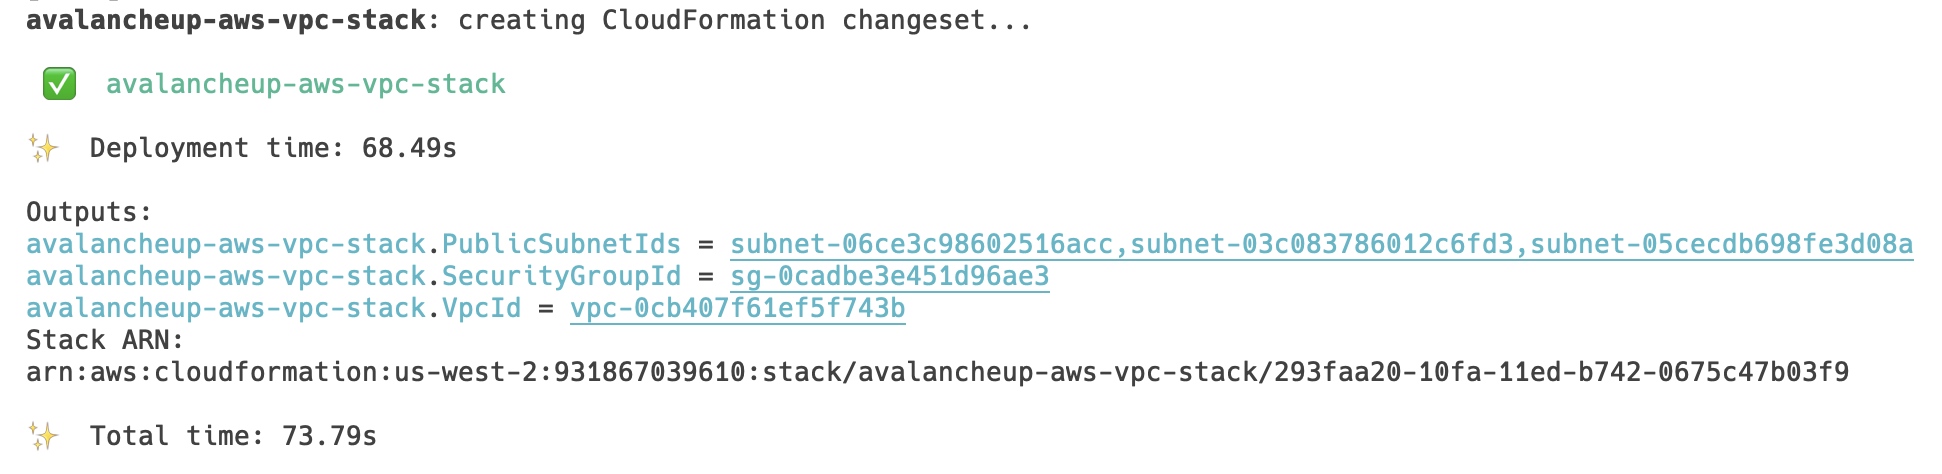 avalancheup-aws-vpc-stack: creating CloudFormation changeset...
✅ avalancheup-aws-vpc-stack
✨ Deployment time: 68.49s
Outputs:
avalancheup-aws-vpc-stack.PublicSubnetIds = subnet-06ce3c98602516acc,subnet-03c083786012c6fd3,subnet-05cecdb698fe3d08a
avalancheup-aws-vpc-stack.SecurityGroupId = sg-0cadbe3e451d96ae3
avalancheup-aws-vpc-stack.VpcId = vpc-0cb407f61ef5f743b
Stack ARN:
arn:aws:cloudformation:us-west-2:931867039610:stack/avalancheup-aws-vpc-stack/293faa20-10fa-11ed-b742-0675c47b03f9
✨ Total time: 73.79s